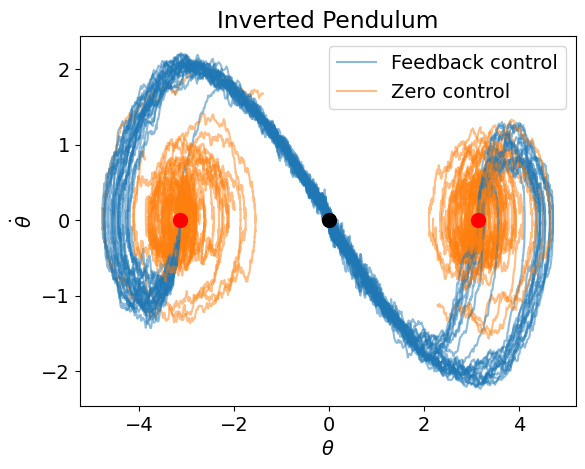 Inverted Pendulum
Feedback control
Zero control
2
1
0
−1
−2
θ̇
−4
−2
0
2
4
θ